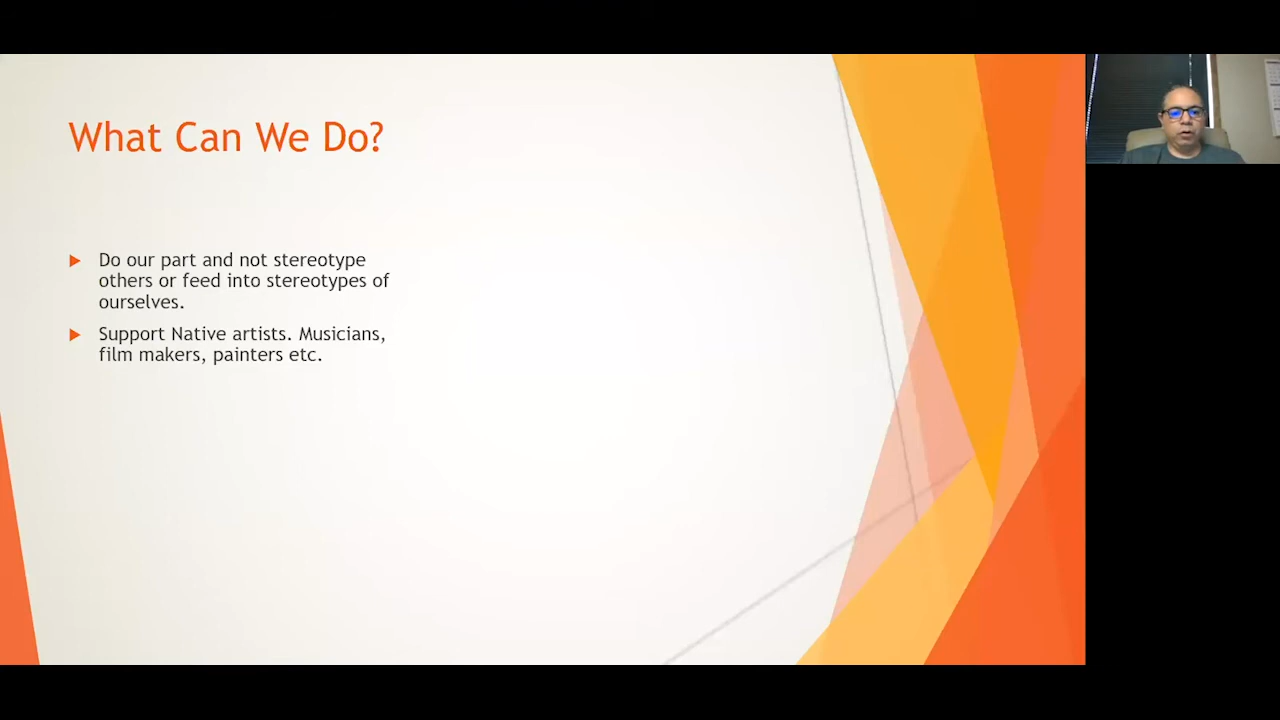 What Can We Do?
Do our part and not stereotype
others or feed into stereotypes of
ourselves.
Support Native artists. Musicians,
film makers, painters etc.